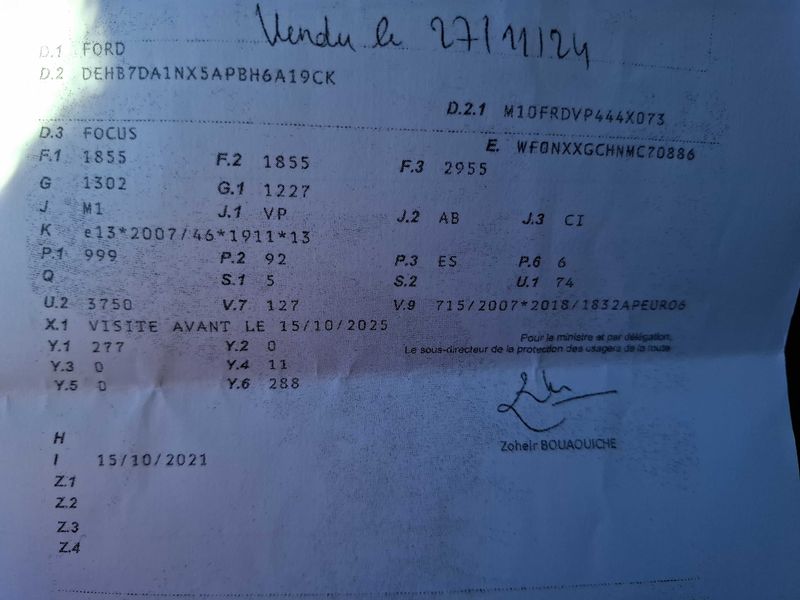 Vendu le 27/11/24
D.1 FORD
D.2 DEHB7DA1NX5APBH6A19CK
D.2.1 M10FRDVP444X073
D.3 FOCUS
E. WF0NXXGCHNMC70886
F.1 1855 F.2 1855 F.3 2955
G 1302 G.1 1227
J M1 J.1 VP J.2 AB J.3 CI
K e13*2007/46*1911*13
P.1 999 P.2 92 P.3 ES P.6 6
Q S.1 5 S.2 U.1 74
U.2 3750 V.7 127 V.9 715/2007*2018/1832APEURO6
X.1 VISITE AVANT LE 15/10/2025
Pour le ministre et par délégation,
Y.1 277 Y.2 0 Le sous-directeur de la protection des usagers de la route
Y.3 0 Y.4 11
Y.5 0 Y.6 288
Zoheir BOUAOUICHE
H
I 15/10/2021
Z.1
Z.2
Z.3
Z.4